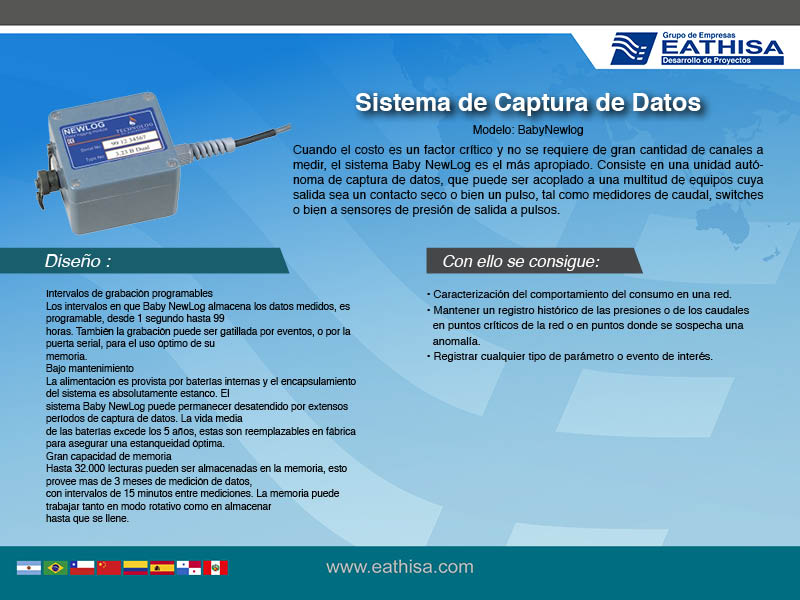 Grupo de Empresas
EATHISA
Desarrollo de Proyectos
Sistema de Captura de Datos
Modelo: BabyNewlog
Cuando el costo es un factor crítico y no se requiere de gran cantidad de canales a
medir, el sistema Baby NewLog es el más apropiado. Consiste en una unidad autó-
noma de captura de datos, que puede ser acoplado a una multitud de equipos cuya
salida sea un contacto seco o bien un pulso, tal como medidores de caudal, switches
o bien a sensores de presión de salida a pulsos.
NEWLOG
TECHNOLOG
Serial No
99 12 34567
Type No
3.23 B Dual
Diseño :
Intervalos de grabación programables
Los intervalos en que Baby NewLog almacena los datos medidos, es
programable, desde 1 segundo hasta 99
horas. También la grabación puede ser gatillada por eventos, o por la
puerta serial, para el uso óptimo de su
memoria.
Bajo mantenimiento
La alimentación es provista por baterías internas y el encapsulamiento
del sistema es absolutamente estanco. El
sistema Baby NewLog puede permanecer desatendido por extensos
períodos de captura de datos. La vida media
de las baterías excede los 5 años, estas son reemplazables en fábrica
para asegurar una estanqueidad óptima.
Gran capacidad de memoria
Hasta 32.000 lecturas pueden ser almacenadas en la memoria, esto
provee mas de 3 meses de medición de datos,
con intervalos de 15 minutos entre mediciones. La memoria puede
trabajar tanto en modo rotativo como en almacenar
hasta que se llene.
Con ello se consigue:
· Caracterización del comportamiento del consumo en una red.
· Mantener un registro histórico de las presiones o de los caudales
en puntos críticos de la red o en puntos donde se sospecha una
anomalía.
· Registrar cualquier tipo de parámetro o evento de interés.
www.eathisa.com